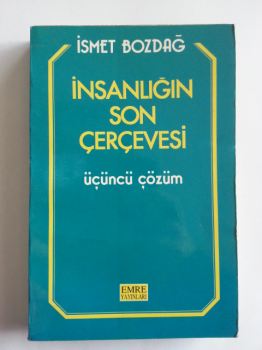 İSMET BOZDAĞ
İNSANLIĞIN
SON
ÇERÇEVESİ
üçüncü çözüm
EMRE
YAYINLARI